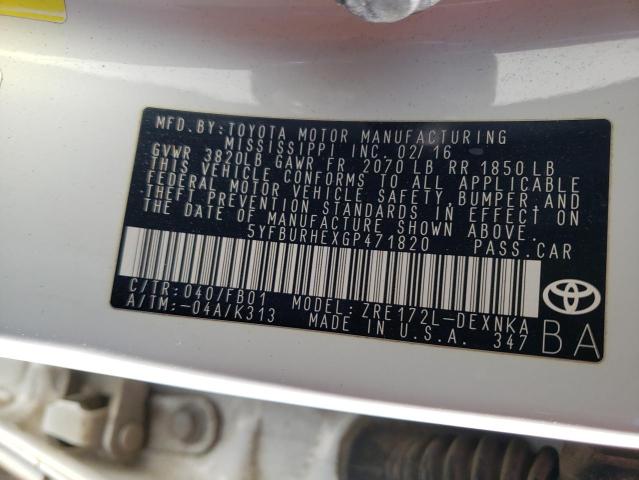 MFD.BY:TOYOTA MOTOR MANUFACTURING
MISSISSIPPI INC. 02/16
GVWR 3820LB GAWR FR 2070 LB RR 1850 LB
THIS VEHICLE CONFORMS TO ALL APPLICABLE
FEDERAL MOTOR VEHICLE SAFETY, BUMPER, AND
THEFT PREVENTION STANDARDS IN EFFECT ON
THE DATE OF MANUFACTURE SHOWN ABOVE.
5YFBURHEXGP471820 PASS.CAR
C/TR:040/FB01 MODEL:ZRE172L-DEXNKA
A/TM:-04A/K313 MADE IN U.S.A. 347
BA